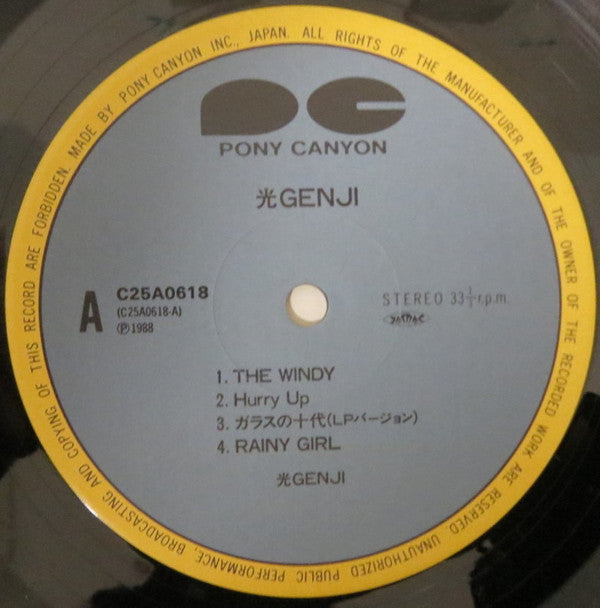 MADE BY PONY CANYON INC., JAPAN. ALL RIGHTS OF THE MANUFACTURER AND OF THE OWNER OF THE RECORDED WORK ARE RESERVED. UNAUTHORIZED PUBLIC PERFORMANCE, BROADCASTING AND COPYING OF THIS RECORD ARE FORBIDDEN.
PC
PONY CANYON
光GENJI
A
C25A0618
(C25A0618-A)
Ⓟ1988
STEREO 33⅓r.p.m.
1. THE WINDY
2. Hurry Up
3. ガラスの十代(LPバージョン)
4. RAINY GIRL
光GENJI